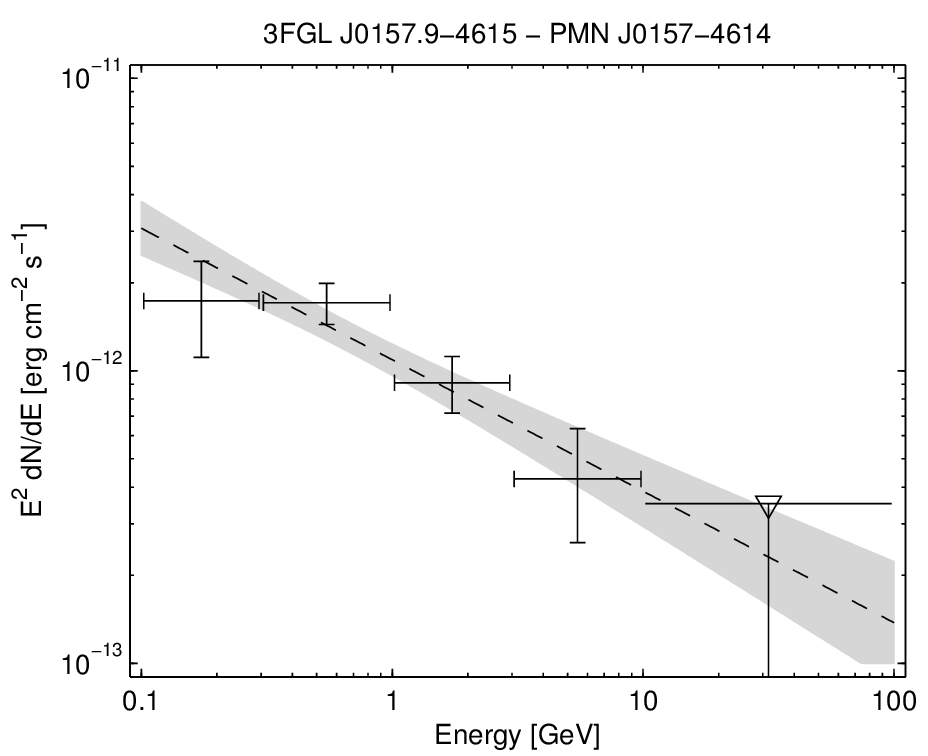 3FGL J0157.9−4615 − PMN J0157−4614
E² dN/dE [erg cm⁻² s⁻¹]
10⁻¹¹
10⁻¹²
10⁻¹³
0.1 1 10 100
Energy [GeV]